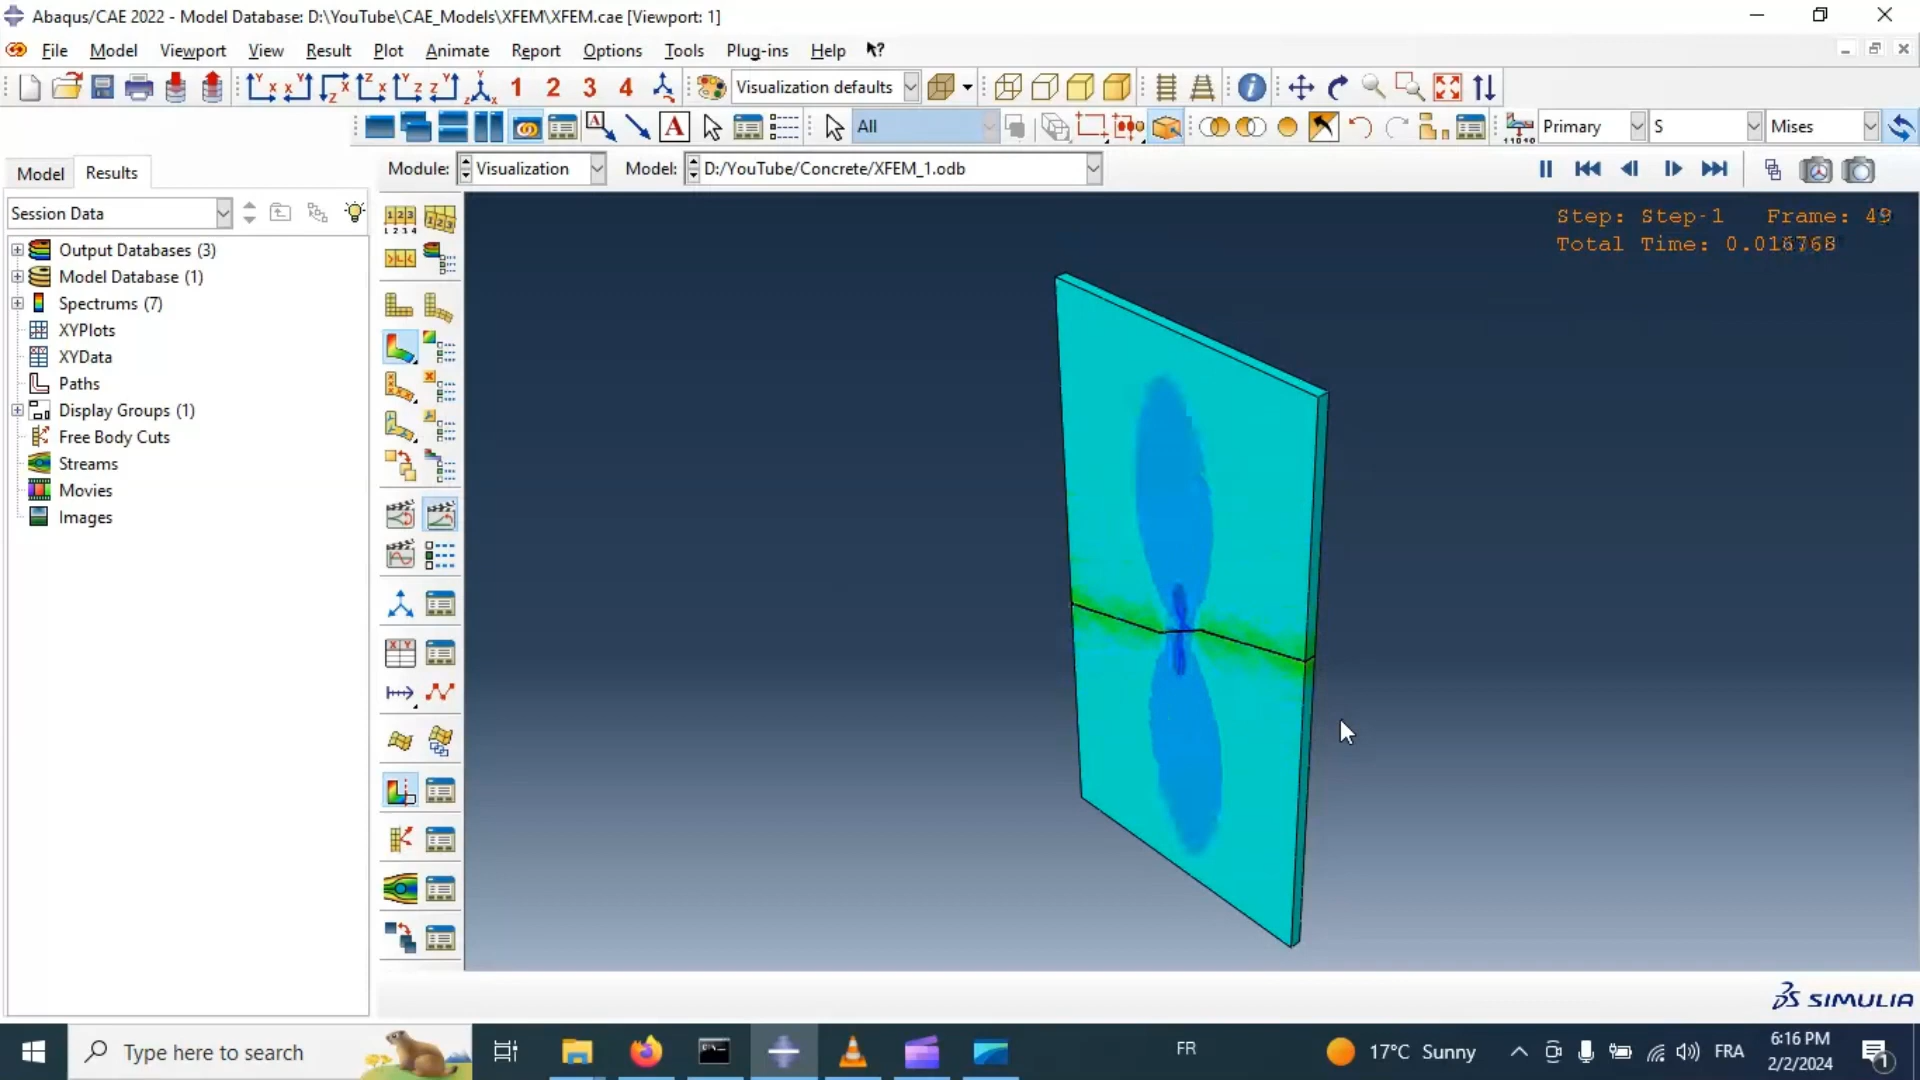 Abaqus/CAE 2022 - Model Database: D:\YouTube\CAE_Models\XFEM\XFEM.cae [Viewport: 1]
File Model Viewport View Result Plot Animate Report Options Tools Plug-ins Help
1 2 3 4 Visualization defaults
All Primary S Mises
Model Results Module: Visualization Model: D:/YouTube/Concrete/XFEM_1.odb
Session Data
Step: Step-1 Frame: 49
Total Time: 0.016768
Output Databases (3)
Model Database (1)
Spectrums (7)
XYPlots
XYData
Paths
Display Groups (1)
Free Body Cuts
Streams
Movies
Images
SIMULIA
Type here to search
FR
17°C Sunny
FRA
6:16 PM
2/2/2024
1